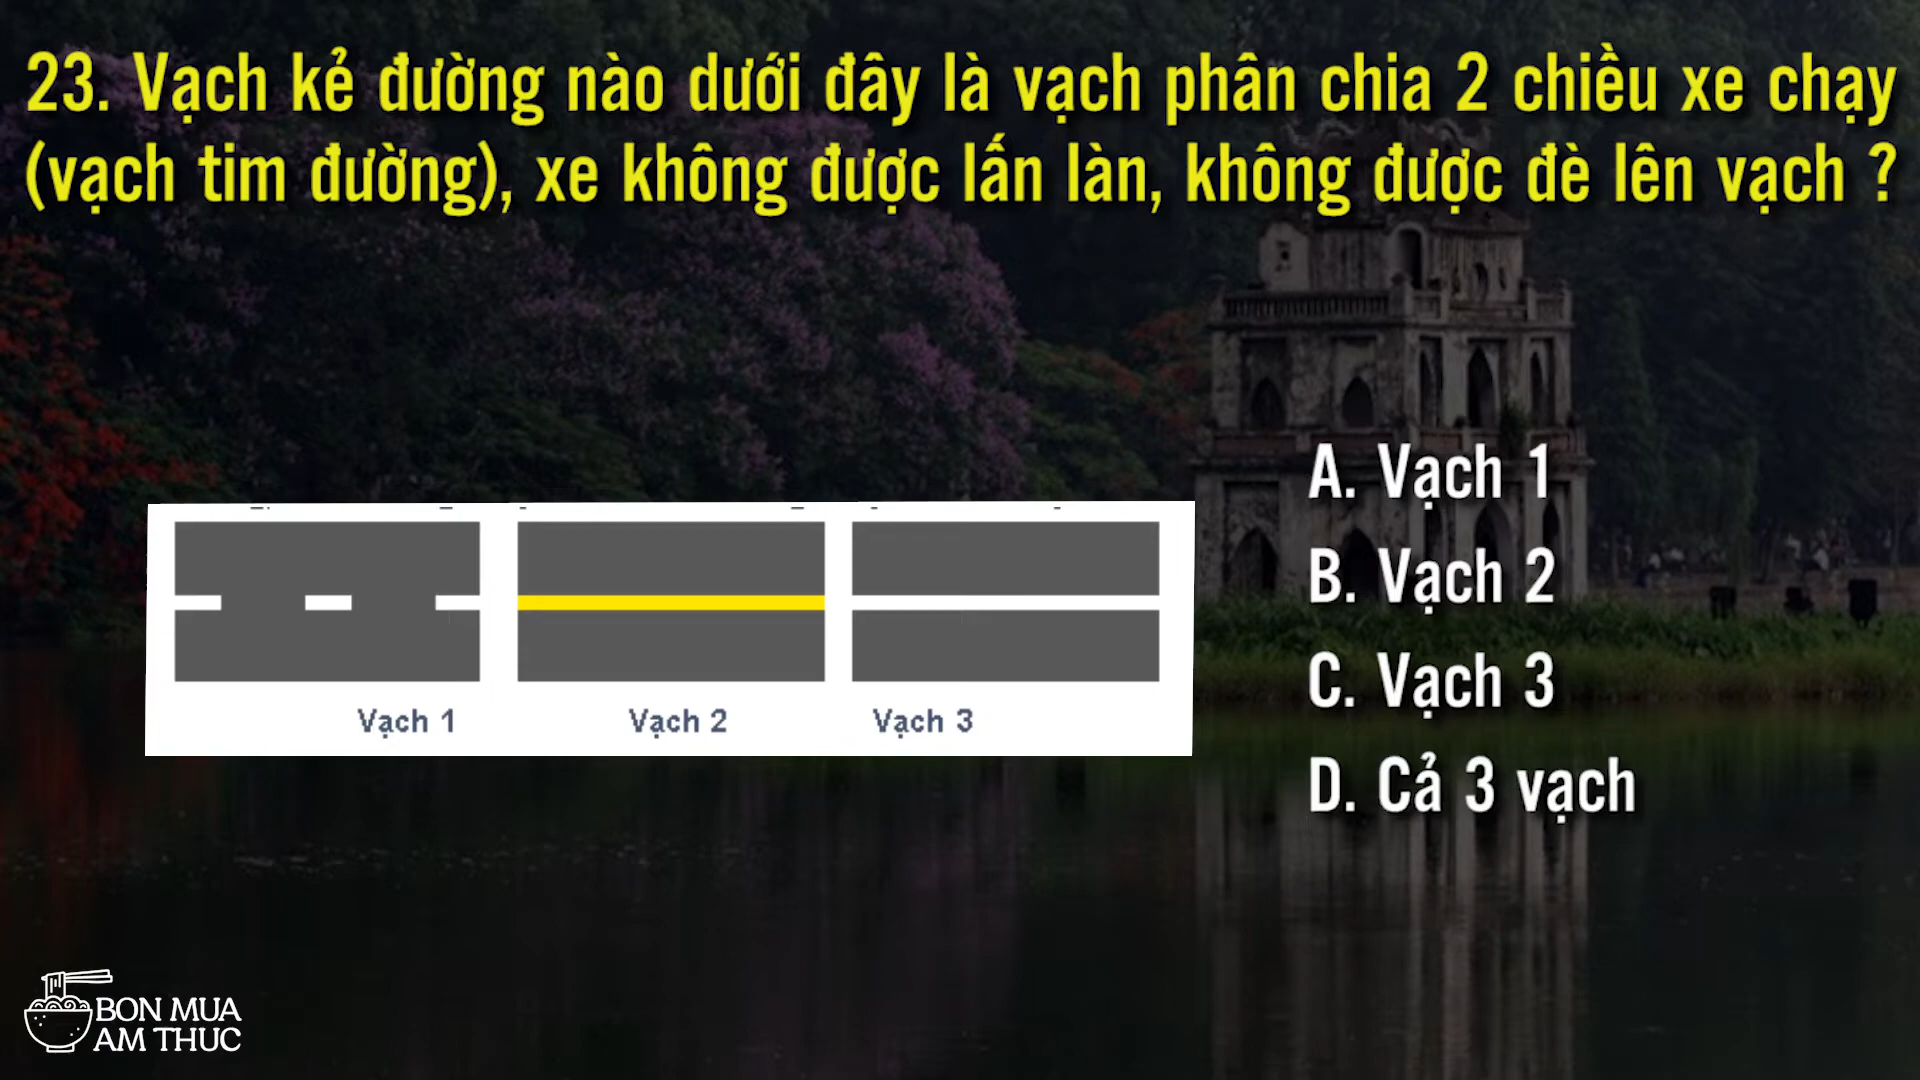 23. Vạch kẻ đường nào dưới đây là vạch phân chia 2 chiều xe chạy
(vạch tim đường), xe không được lấn làn, không được đè lên vạch ?
A. Vạch 1
B. Vạch 2
C. Vạch 3
D. Cả 3 vạch
Vạch 1 Vạch 2 Vạch 3
BON MUA
AM THUC